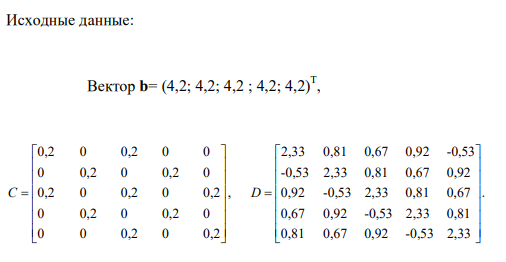 Исходные данные:
Вектор b= (4,2; 4,2; 4,2 ; 4,2; 4,2)^T,
0,2 0 0,2 0 0 2,33 0,81 0,67 0,92 -0,53
0 0,2 0 0,2 0 -0,53 2,33 0,81 0,67 0,92
C = 0,2 0 0,2 0 0,2 , D = 0,92 -0,53 2,33 0,81 0,67 .
0 0,2 0 0,2 0 0,67 0,92 -0,53 2,33 0,81
0 0 0,2 0 0,2 0,81 0,67 0,92 -0,53 2,33